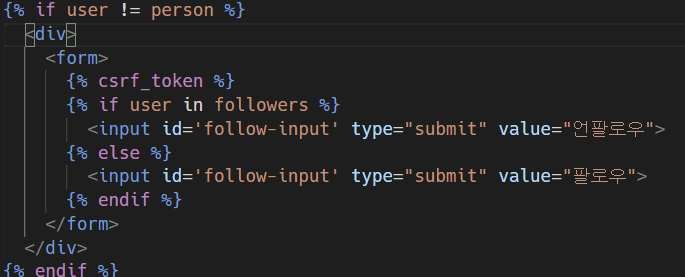 {% if user != person %}
<div>
<form>
{% csrf_token %}
{% if user in followers %}
<input id='follow-input' type="submit" value="언팔로우">
{% else %}
<input id='follow-input' type="submit" value="팔로우">
{% endif %}
</form>
</div>
{% endif %}